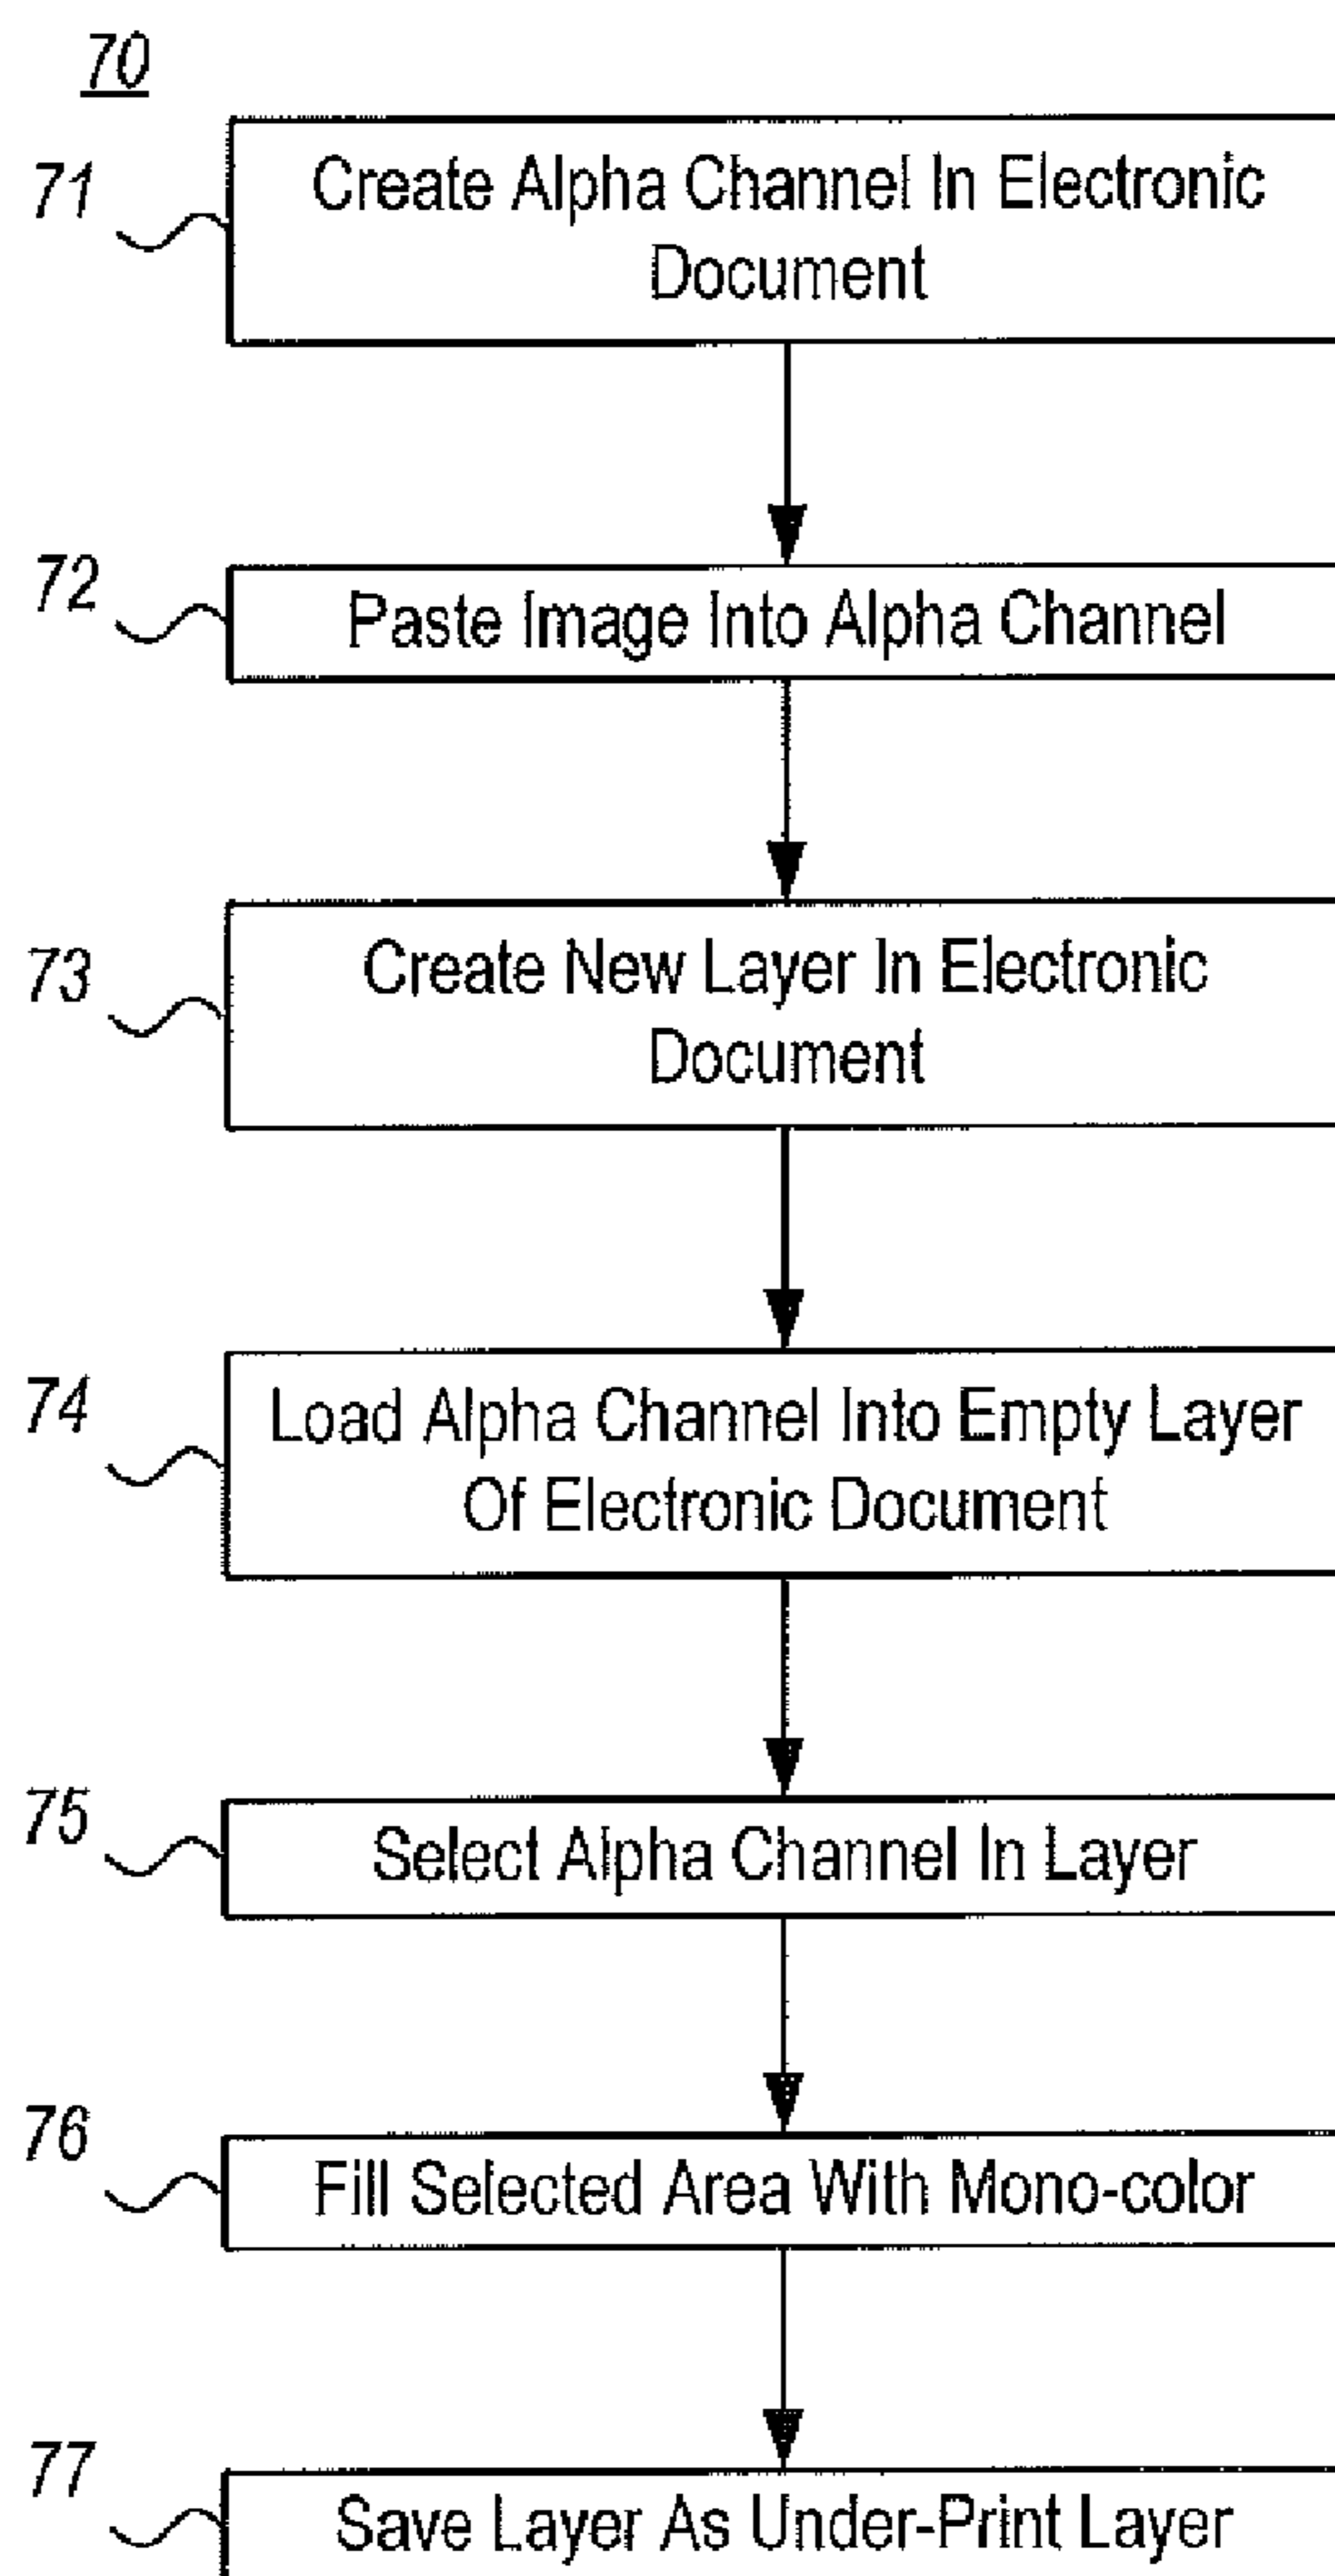 70
71
Create Alpha Channel In Electronic
Document
72
Paste Image Into Alpha Channel
73
Create New Layer In Electronic
Document
74
Load Alpha Channel Into Empty Layer
Of Electronic Document
75
Select Alpha Channel In Layer
76
Fill Selected Area With Mono-color
77
Save Layer As Under-Print Layer